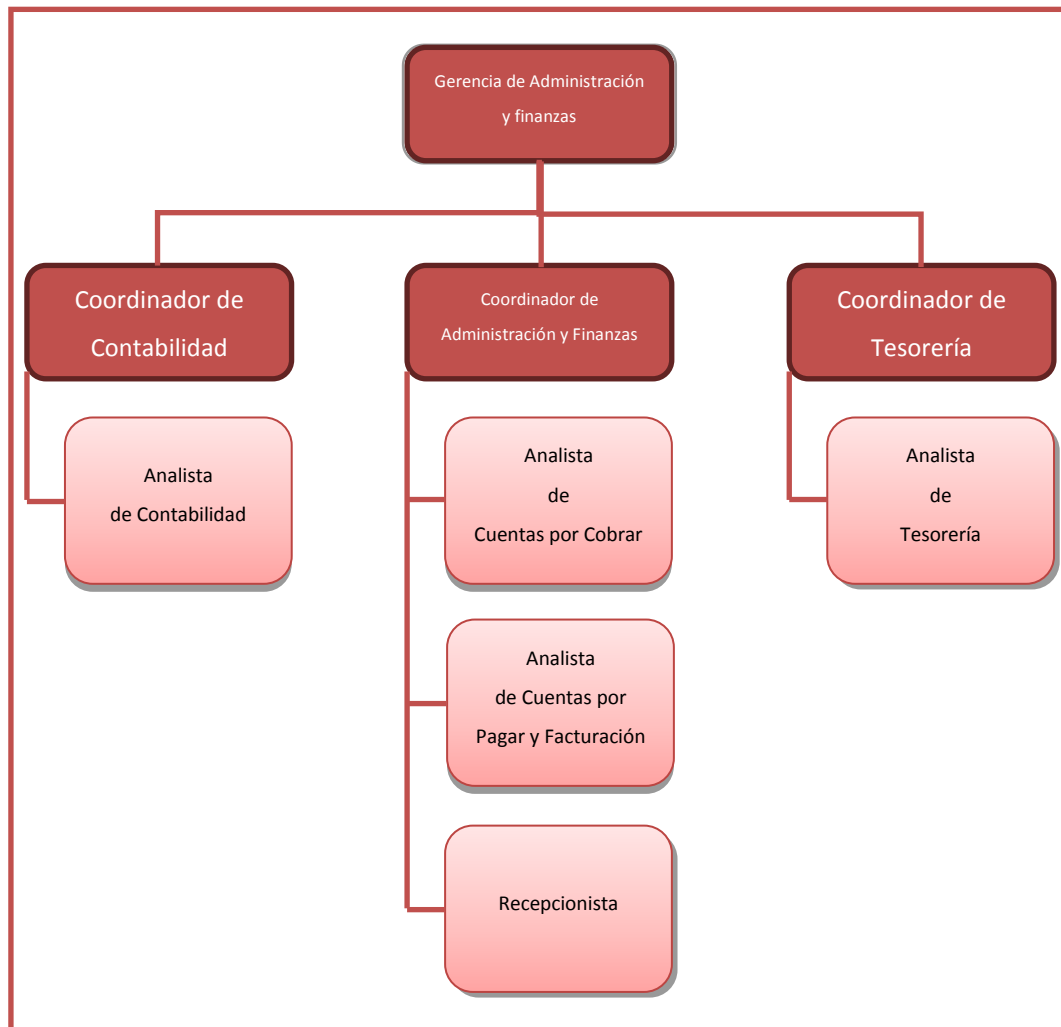 Gerencia de Administración
y finanzas
Coordinador de
Contabilidad
Coordinador de
Administración y Finanzas
Coordinador de
Tesorería
Analista
de Contabilidad
Analista
de
Cuentas por Cobrar
Analista
de
Tesorería
Analista
de Cuentas por
Pagar y Facturación
Recepcionista